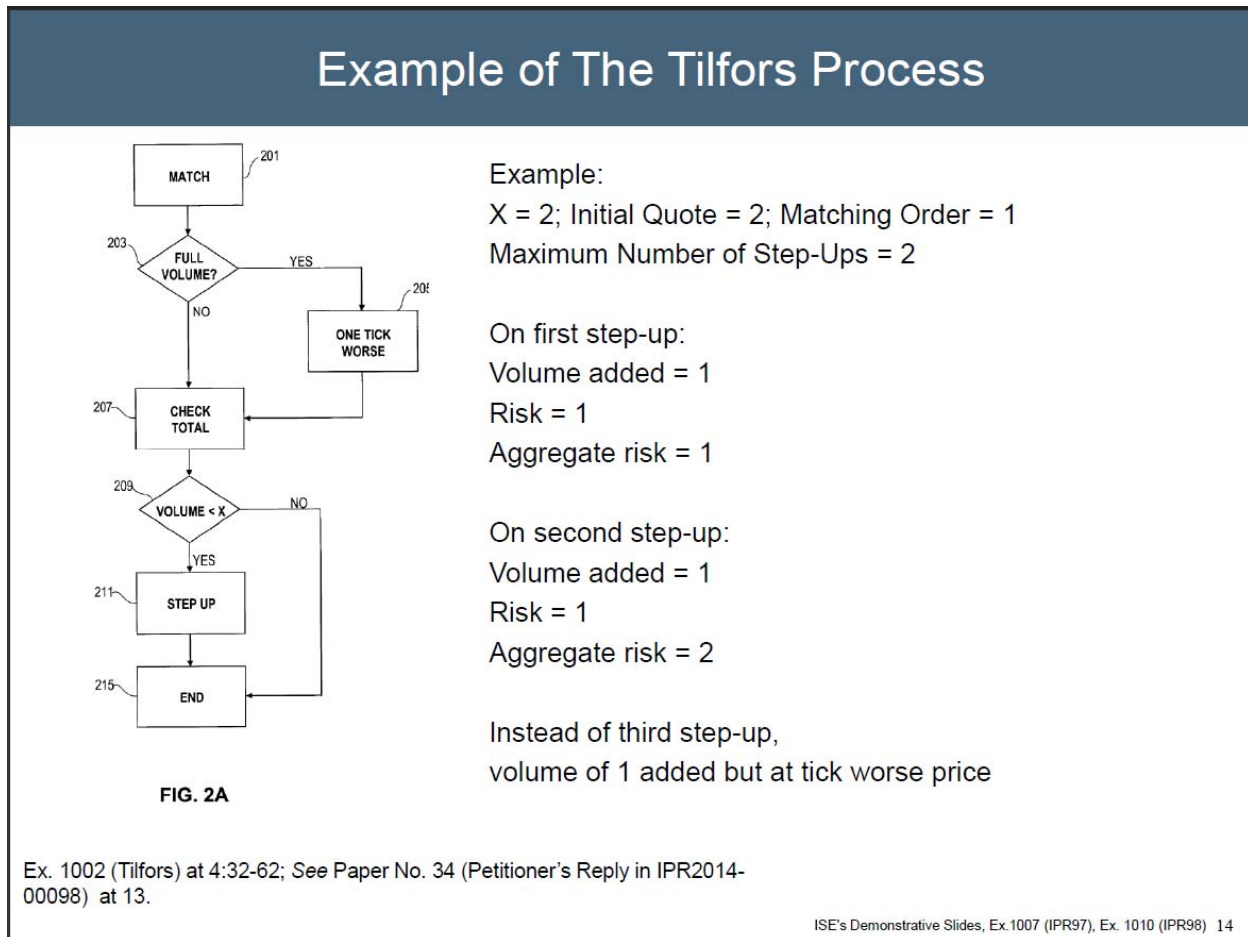 Example of The Tilfors Process
MATCH
201
203
FULL
VOLUME?
YES
NO
ONE TICK
WORSE
207
CHECK
TOTAL
209
VOLUME < X
NO
YES
211
STEP UP
215
END
FIG. 2A
Example:
X = 2; Initial Quote = 2; Matching Order = 1
Maximum Number of Step-Ups = 2
On first step-up:
Volume added = 1
Risk = 1
Aggregate risk = 1
On second step-up:
Volume added = 1
Risk = 1
Aggregate risk = 2
Instead of third step-up,
volume of 1 added but at tick worse price
Ex. 1002 (Tilfors) at 4:32-62; See Paper No. 34 (Petitioner's Reply in IPR2014-
00098) at 13.
ISE's Demonstrative Slides, Ex.1007 (IPR97), Ex. 1010 (IPR98) 14